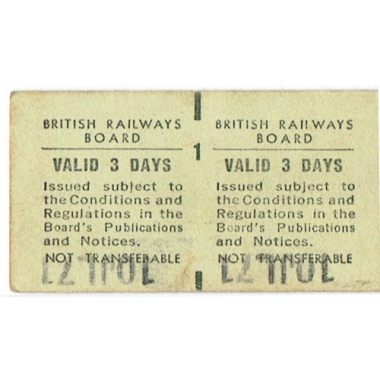 BRITISH RAILWAYS
BOARD
VALID 3 DAYS
Issued subject to
the Conditions and
Regulations in the
Board's Publications
and Notices.
NOT TRANSFERABLE
1
BRITISH RAILWAYS
BOARD
VALID 3 DAYS
Issued subject to
the Conditions and
Regulations in the
Board's Publications
and Notices.
NOT TRANSFERABLE